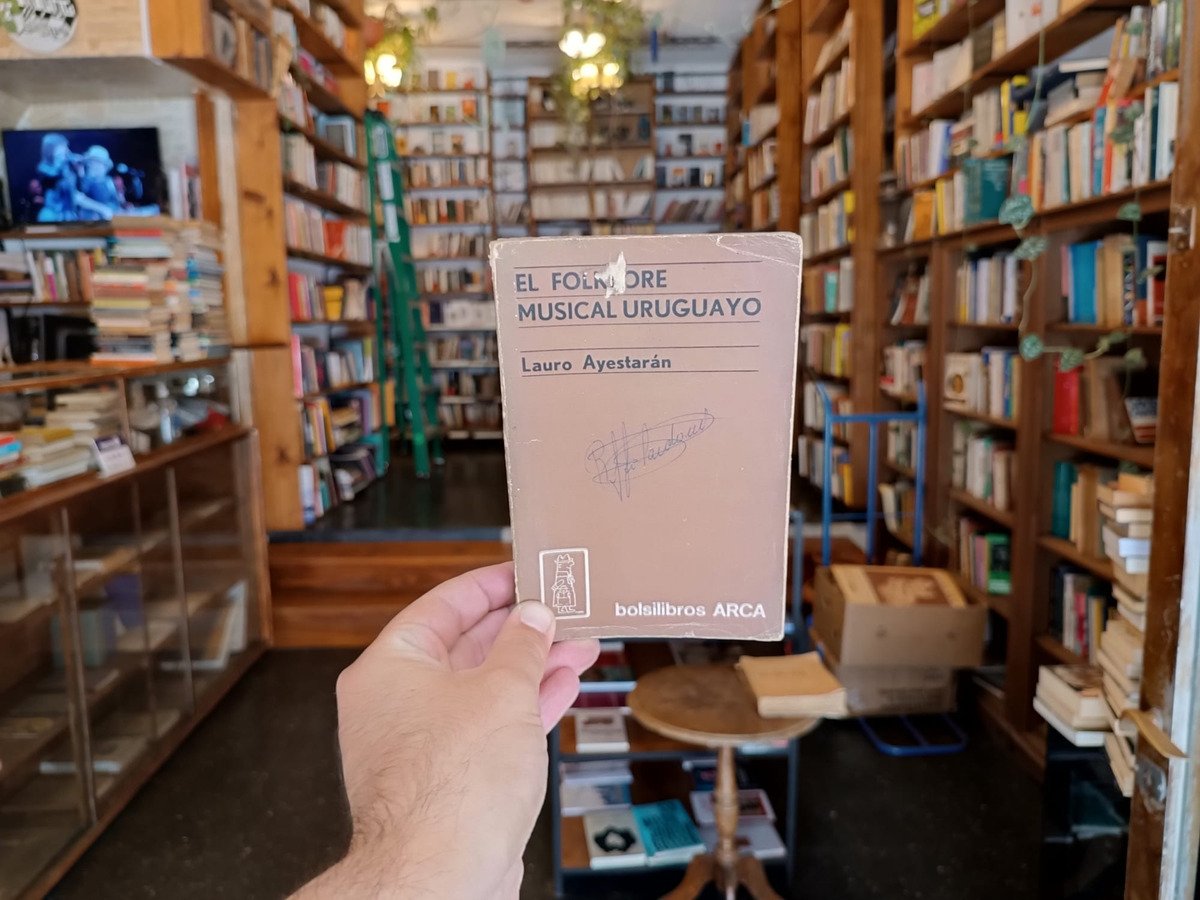 EL FOLKLORE
MUSICAL URUGUAYO
Lauro Ayestarán
bolsilibros ARCA